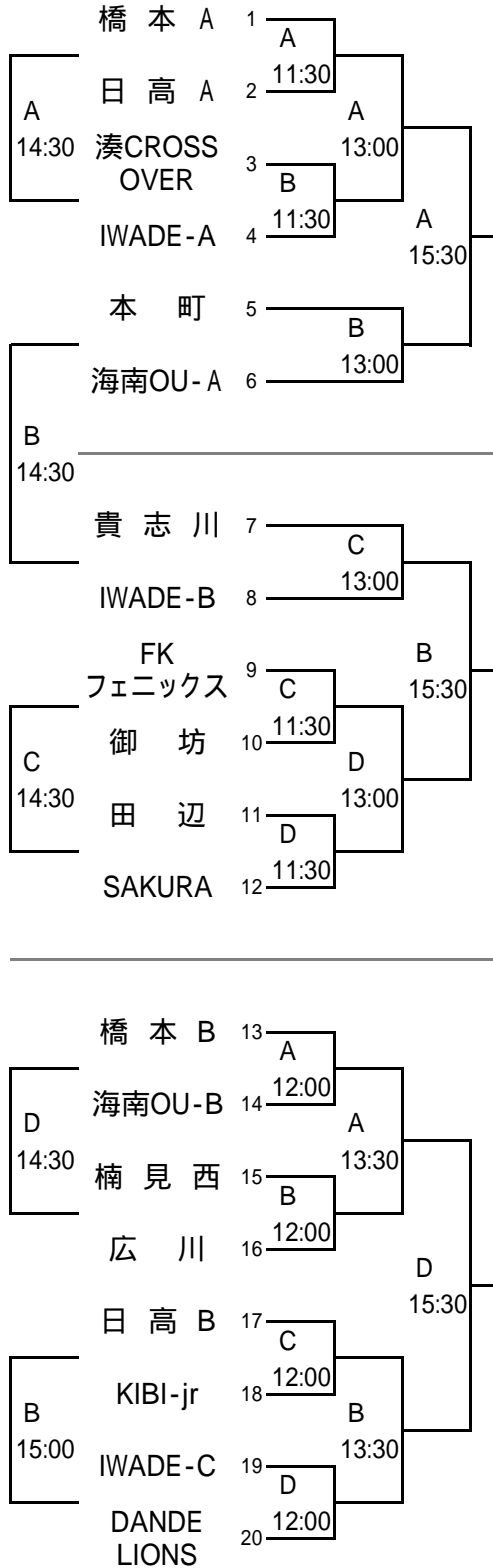 橋 本 A 1
A
11:30
日 高 A 2
A
14:30
A
13:00
湊CROSS
OVER 3
B
11:30
IWADE-A 4
A
15:30
本 町 5
B
13:00
海南OU-A 6
B
14:30
貴 志 川 7
C
13:00
IWADE-B 8
FK
フェニックス 9
C
11:30
御 坊 10
B
15:30
C
14:30
D
13:00
田 辺 11
D
11:30
SAKURA 12
橋 本 B 13
A
12:00
海南OU-B 14
D
14:30
A
13:30
楠 見 西 15
B
12:00
広 川 16
D
15:30
日 高 B 17
C
12:00
KIBI-jr 18
B
15:00
B
13:30
IWADE-C 19
D
12:00
DANDE
LIONS 20